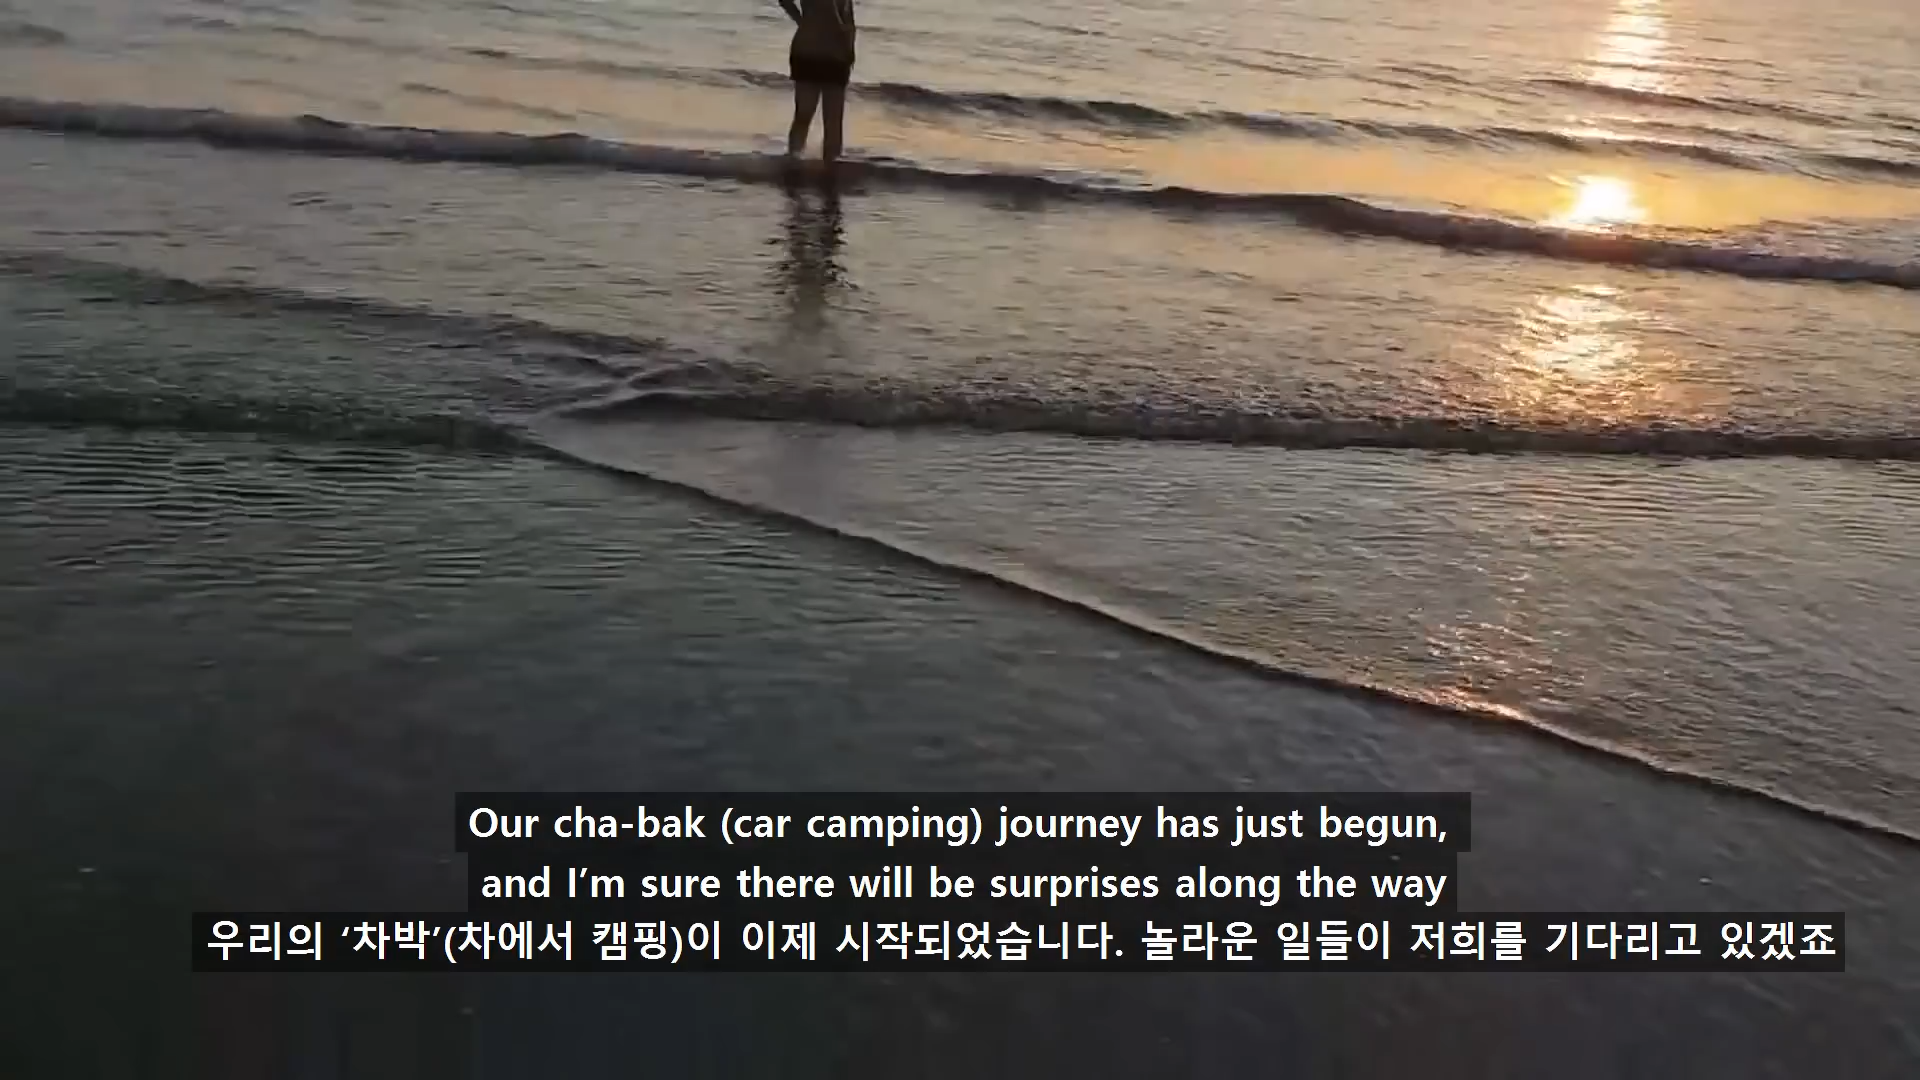 Our cha-bak (car camping) journey has just begun,
and I’m sure there will be surprises along the way
우리의 ‘차박’(차에서 캠핑)이 이제 시작되었습니다. 놀라운 일들이 저희를 기다리고 있겠죠